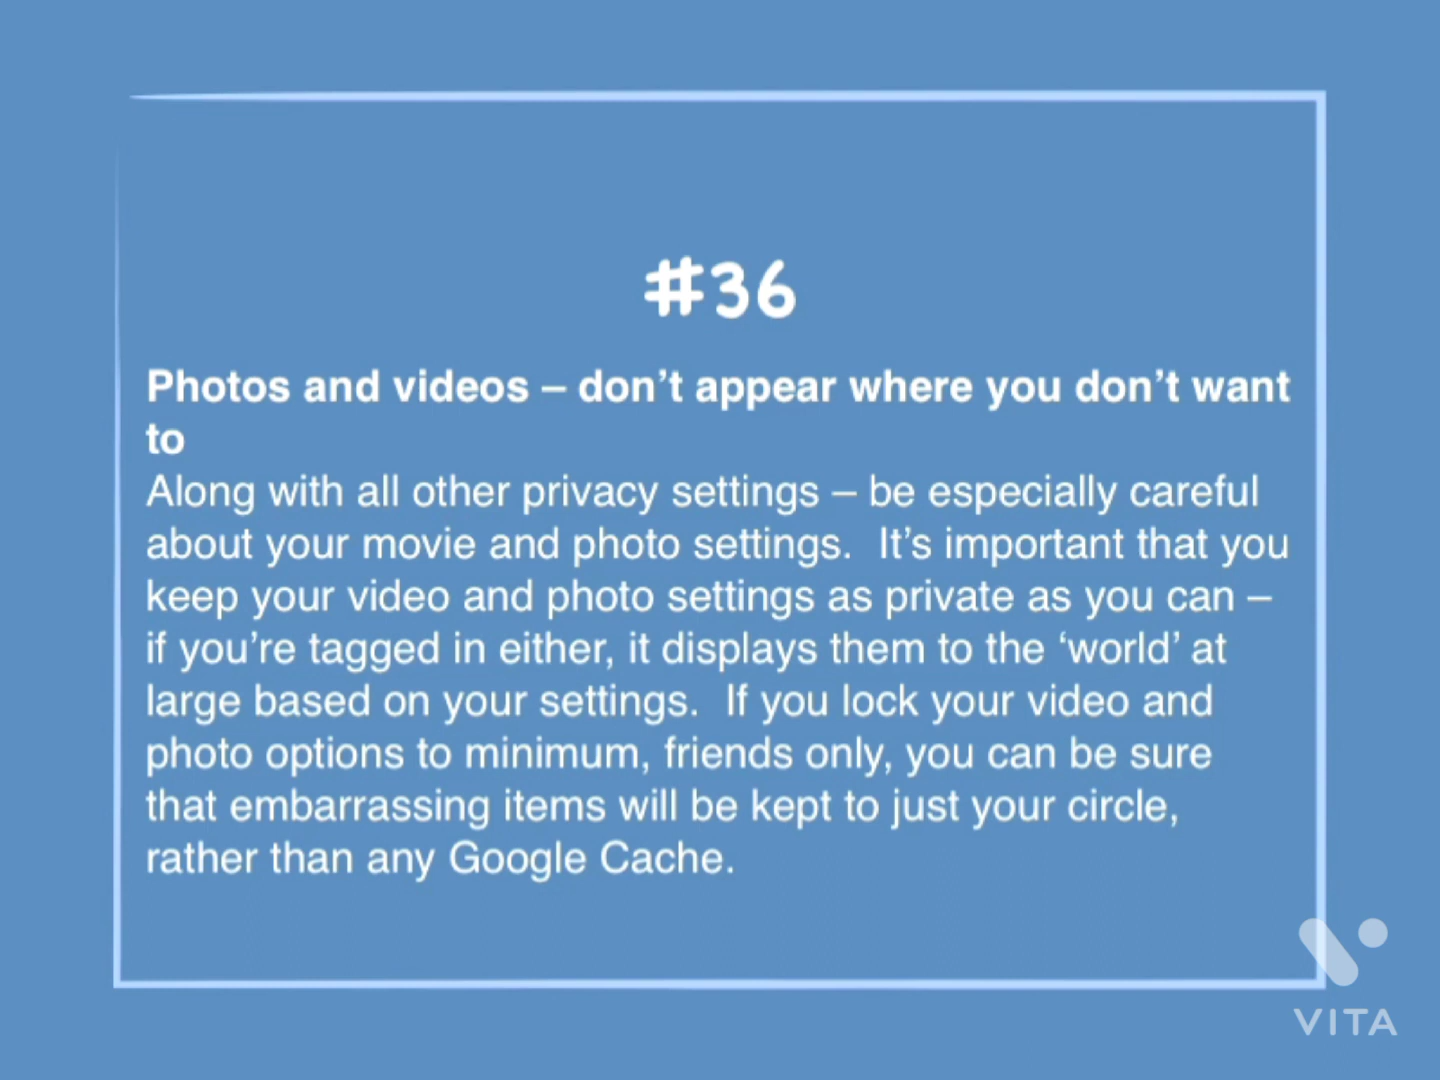 #36
Photos and videos – don’t appear where you don’t want
to
Along with all other privacy settings – be especially careful
about your movie and photo settings.  It’s important that you
keep your video and photo settings as private as you can –
if you’re tagged in either, it displays them to the ‘world’ at
large based on your settings.  If you lock your video and
photo options to minimum, friends only, you can be sure
that embarrassing items will be kept to just your circle,
rather than any Google Cache.
VITA